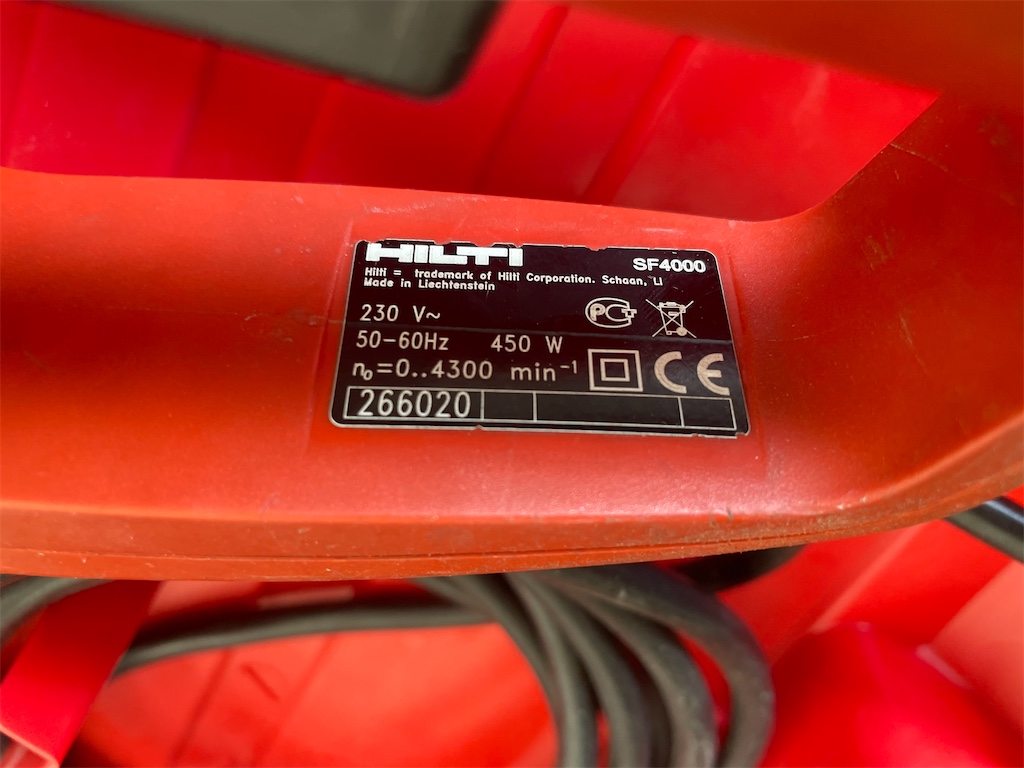 HILTI SF4000
Hilti = trademark of Hilti Corporation. Schaan, LI
Made in Liechtenstein
230 V~
PCT
50-60Hz 450 W
n₀=0..4300 min⁻¹ CE
266020